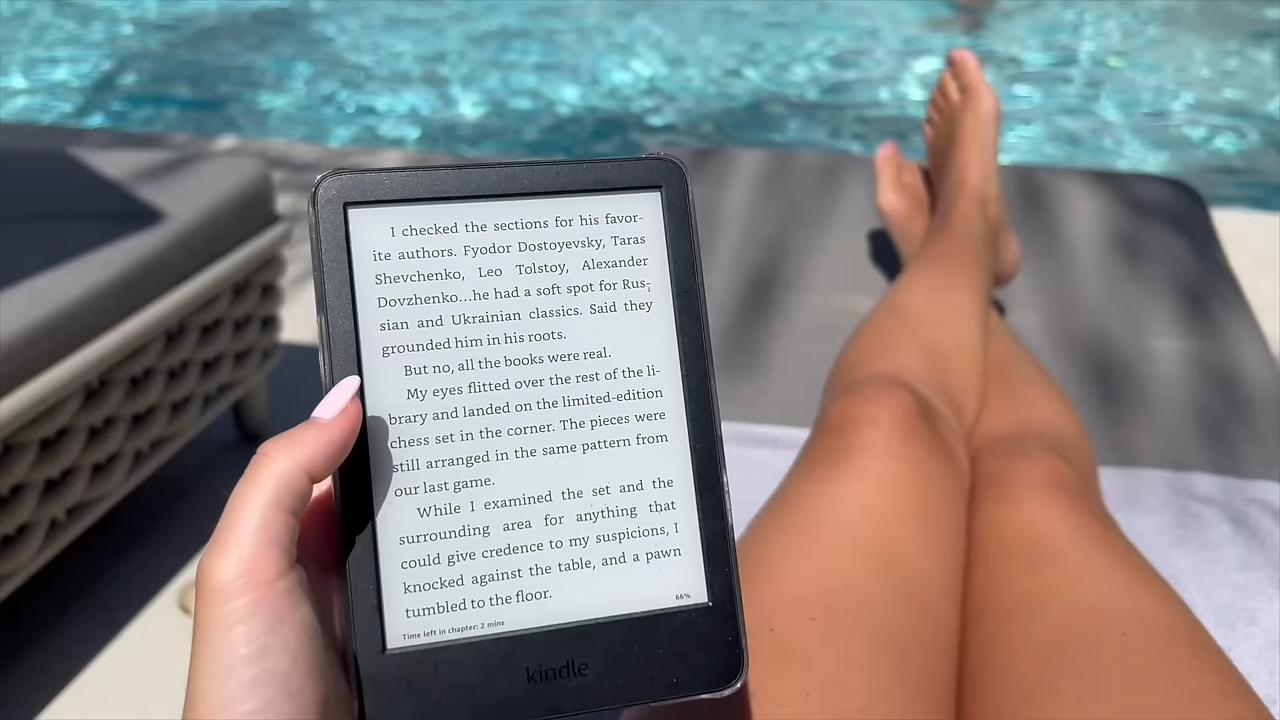 I checked the sections for his favor-
ite authors. Fyodor Dostoyevsky, Taras
Shevchenko, Leo Tolstoy, Alexander
Dovzhenko...he had a soft spot for Rus-
sian and Ukrainian classics. Said they
grounded him in his roots.
But no, all the books were real.
My eyes flitted over the rest of the li-
brary and landed on the limited-edition
chess set in the corner. The pieces were
still arranged in the same pattern from
our last game.
While I examined the set and the
surrounding area for anything that
could give credence to my suspicions, I
knocked against the table, and a pawn
tumbled to the floor.
Time left in chapter: 2 mins
66%
kindle